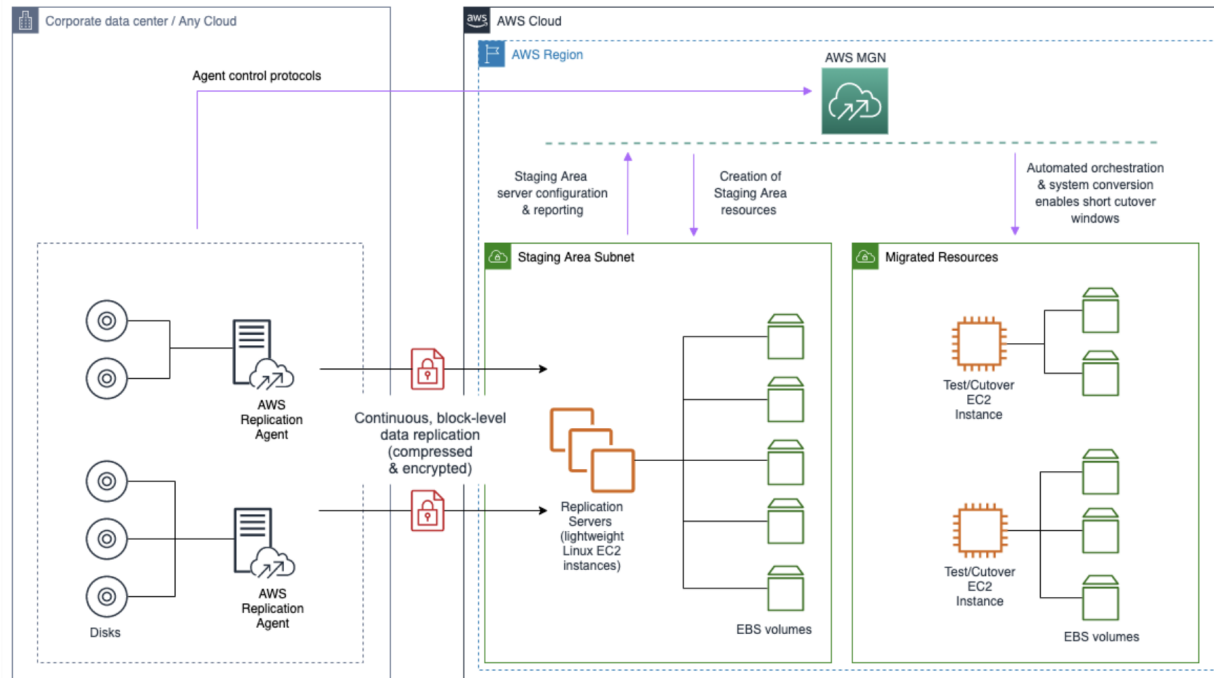 Corporate data center / Any Cloud
aws
AWS Cloud
AWS Region
AWS MGN
Agent control protocols
Staging Area
server configuration
& reporting
Creation of
Staging Area
resources
Automated orchestration
& system conversion
enables short cutover
windows
Staging Area Subnet
Migrated Resources
AWS
Replication
Agent
Continuous, block-level
data replication
(compressed
& encrypted)
Test/Cutover
EC2
Instance
Replication
Servers
(lightweight
Linux EC2
instances)
AWS
Replication
Agent
Test/Cutover
EC2
Instance
Disks
EBS volumes
EBS volumes